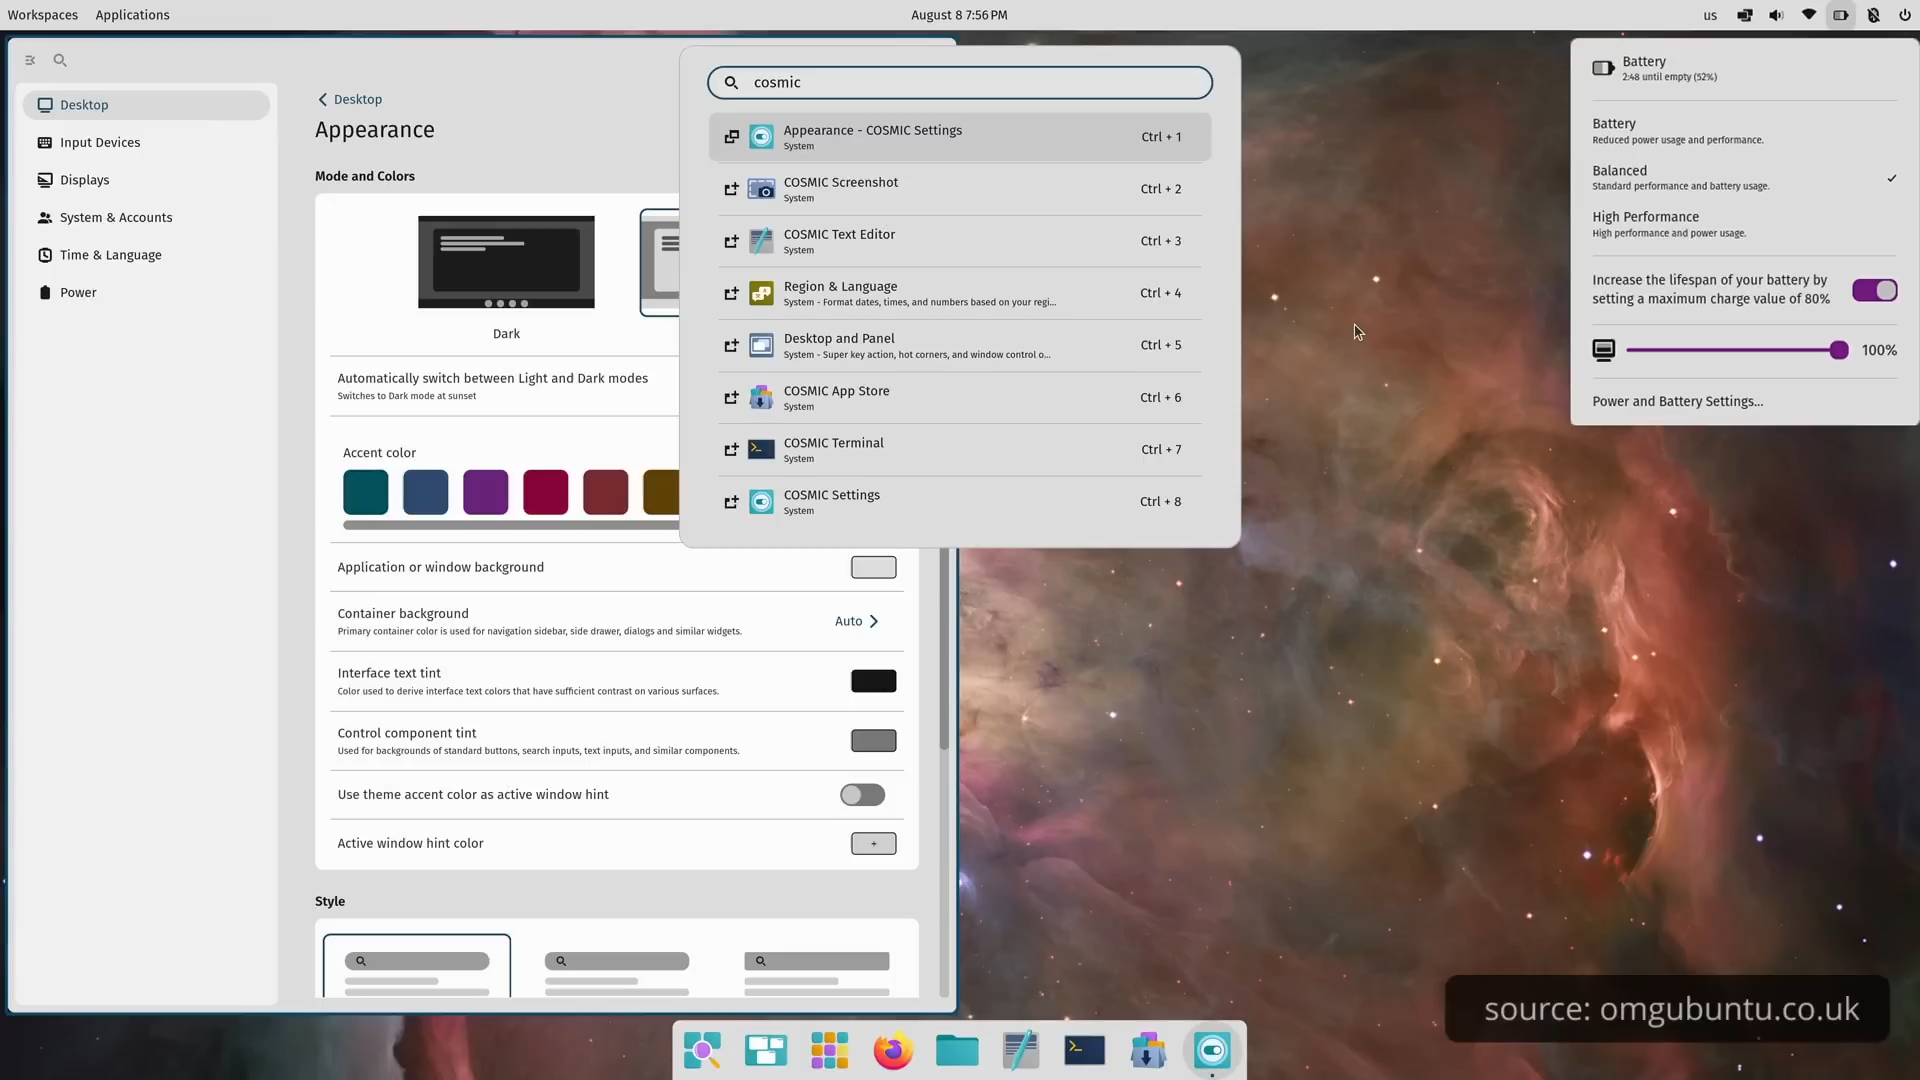 Workspaces Applications August 8 7:56 PM us
Desktop
Input Devices
Displays
System & Accounts
Time & Language
Power
Desktop
Appearance
Mode and Colors
Dark
Automatically switch between Light and Dark modes
Switches to Dark mode at sunset
Accent color
Application or window background
Container background
Primary container color is used for navigation sidebar, side drawer, dialogs and similar widgets.
Auto
Interface text tint
Color used to derive interface text colors that have sufficient contrast on various surfaces.
Control component tint
Used for backgrounds of standard buttons, search inputs, text inputs, and similar components.
Use theme accent color as active window hint
Active window hint color
+
Style
cosmic
Appearance - COSMIC Settings
System
Ctrl + 1
COSMIC Screenshot
System
Ctrl + 2
COSMIC Text Editor
System
Ctrl + 3
Region & Language
System - Format dates, times, and numbers based on your regi...
Ctrl + 4
Desktop and Panel
System - Super key action, hot corners, and window control o...
Ctrl + 5
COSMIC App Store
System
Ctrl + 6
COSMIC Terminal
System
Ctrl + 7
COSMIC Settings
System
Ctrl + 8
Battery
2:48 until empty (52%)
Battery
Reduced power usage and performance.
Balanced
Standard performance and battery usage.
High Performance
High performance and power usage.
Increase the lifespan of your battery by
setting a maximum charge value of 80%
100%
Power and Battery Settings...
source: omgubuntu.co.uk